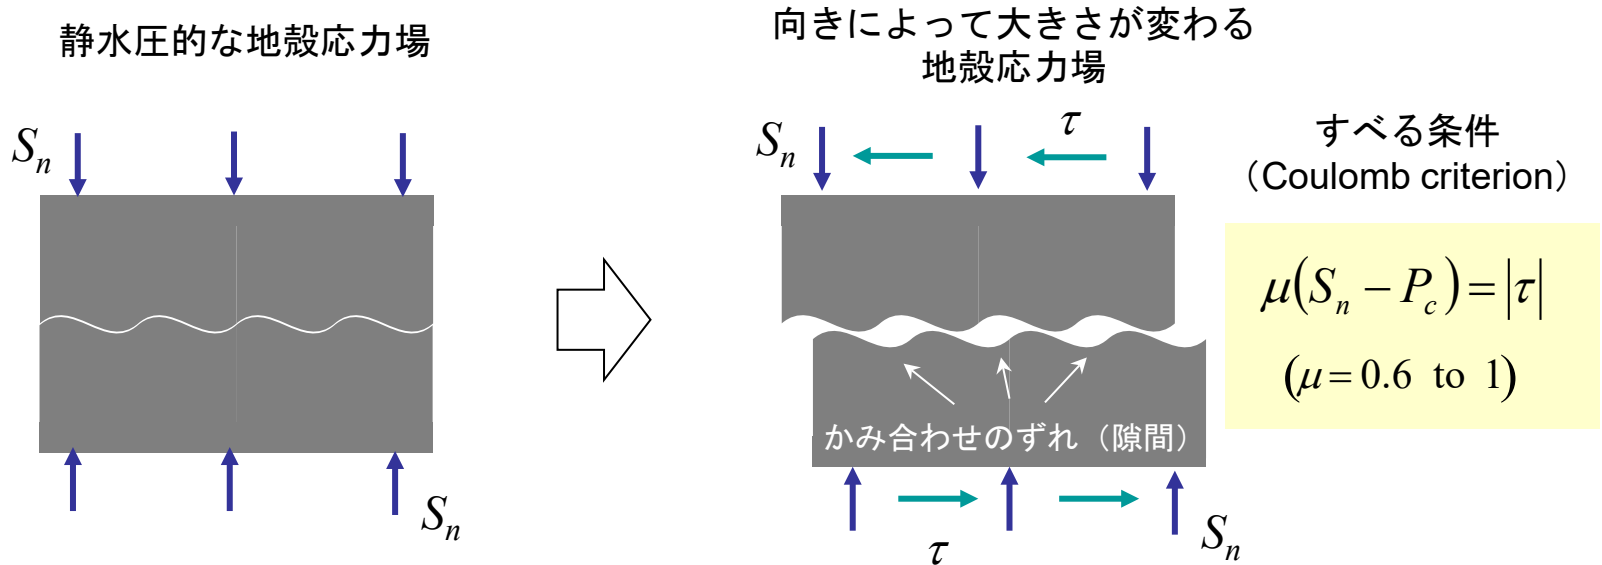 静水圧的な地殻応力場
S_n
S_n
向きによって大きさが変わる
地殻応力場
S_n
τ
かみ合わせのずれ（隙間）
τ
S_n
すべる条件
（Coulomb criterion）
μ(S_n − P_c) = |τ|
(μ = 0.6 to 1)